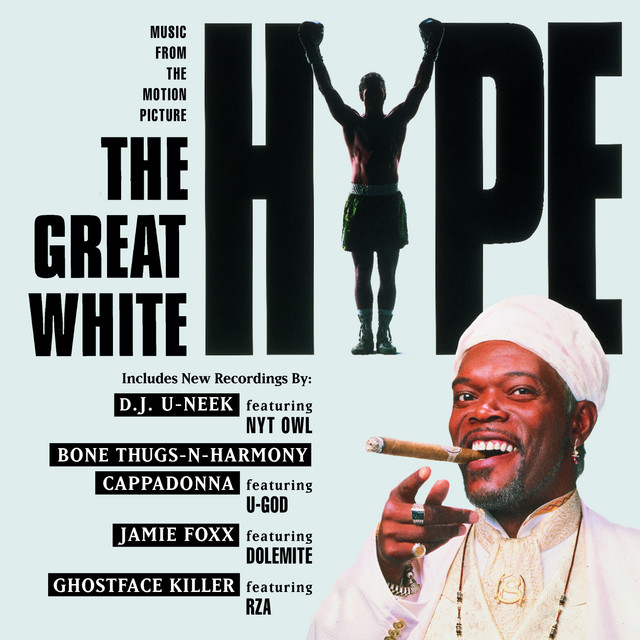 MUSIC
FROM
THE
MOTION
PICTURE
THE
GREAT
WHITE
HYPE
Includes New Recordings By:
D.J. U-NEEK featuring
NYT OWL
BONE THUGS-N-HARMONY
CAPPADONNA featuring
U-GOD
JAMIE FOXX featuring
DOLEMITE
GHOSTFACE KILLER featuring
RZA